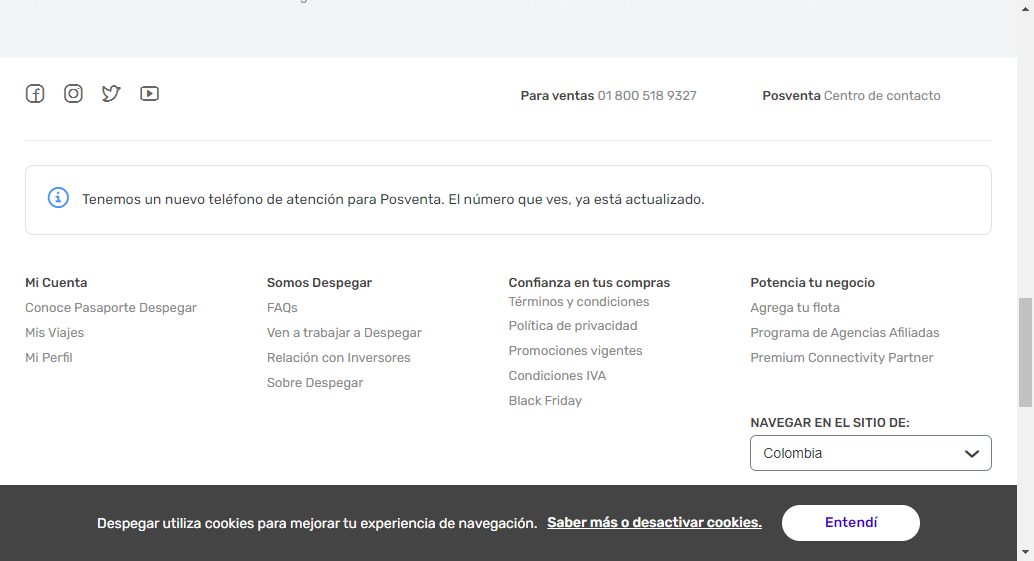 Para ventas 01 800 518 9327
Posventa Centro de contacto
Tenemos un nuevo teléfono de atención para Posventa. El número que ves, ya está actualizado.
Mi Cuenta
Conoce Pasaporte Despegar
Mis Viajes
Mi Perfil
Somos Despegar
FAQs
Ven a trabajar a Despegar
Relación con Inversores
Sobre Despegar
Confianza en tus compras
Términos y condiciones
Política de privacidad
Promociones vigentes
Condiciones IVA
Black Friday
Potencia tu negocio
Agrega tu flota
Programa de Agencias Afiliadas
Premium Connectivity Partner
NAVEGAR EN EL SITIO DE:
Colombia
Despegar utiliza cookies para mejorar tu experiencia de navegación. Saber más o desactivar cookies.
Entendí